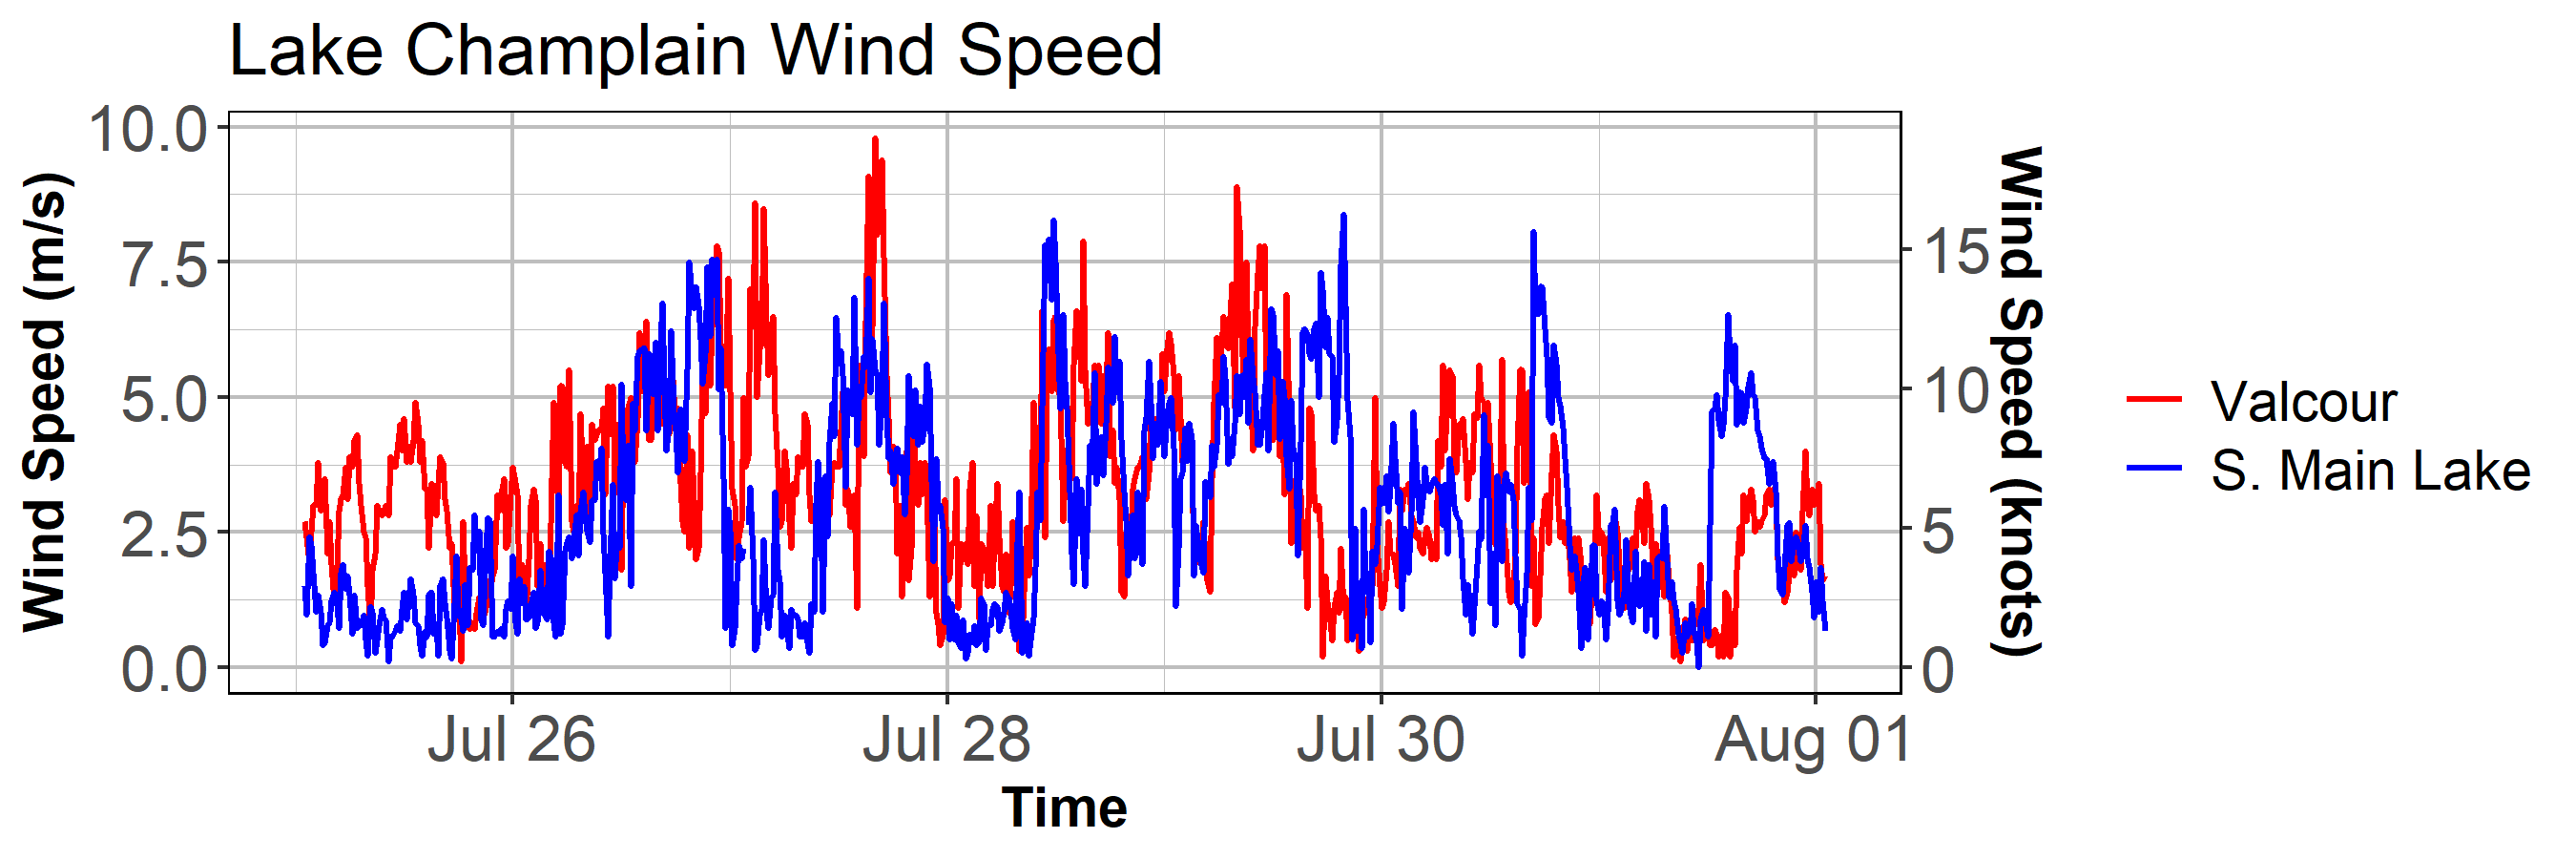 Lake Champlain Wind Speed
Wind Speed (m/s)
10.0
7.5
5.0
2.5
0.0
15
10
5
0
Wind Speed (knots)
Jul 26
Jul 28
Jul 30
Aug 01
Time
Valcour
S. Main Lake